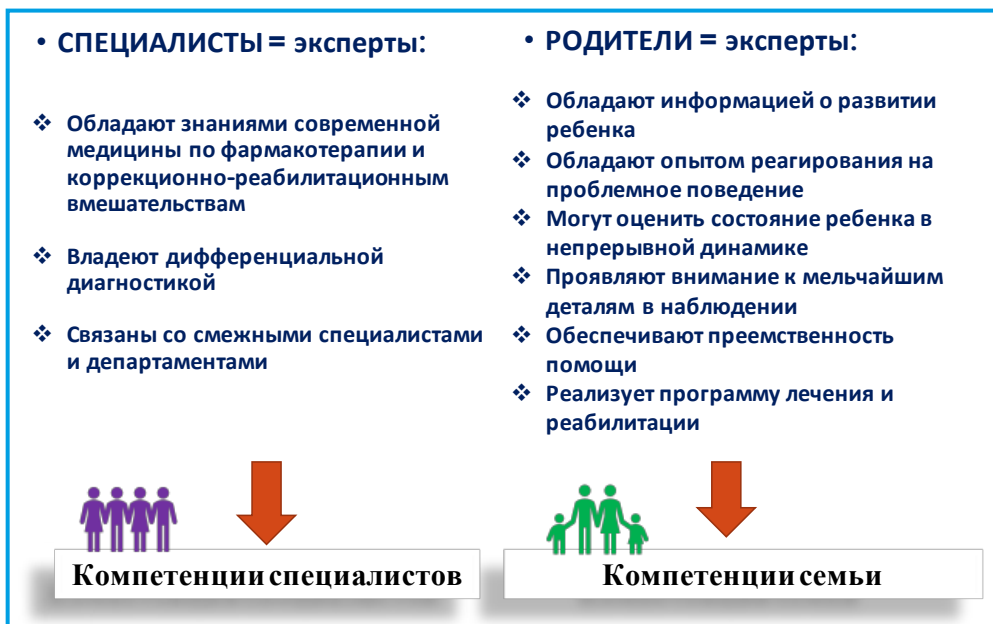 • СПЕЦИАЛИСТЫ = эксперты:
❖ Обладают знаниями современной
медицины по фармакотерапии и
коррекционно-реабилитационным
вмешательствам
❖ Владеют дифференциальной
диагностикой
❖ Связаны со смежными специалистами
и департаментами
Компетенции специалистов
• РОДИТЕЛИ = эксперты:
❖ Обладают информацией о развитии
ребенка
❖ Обладают опытом реагирования на
проблемное поведение
❖ Могут оценить состояние ребенка в
непрерывной динамике
❖ Проявляют внимание к мельчайшим
деталям в наблюдении
❖ Обеспечивают преемственность
помощи
❖ Реализует программу лечения и
реабилитации
Компетенции семьи